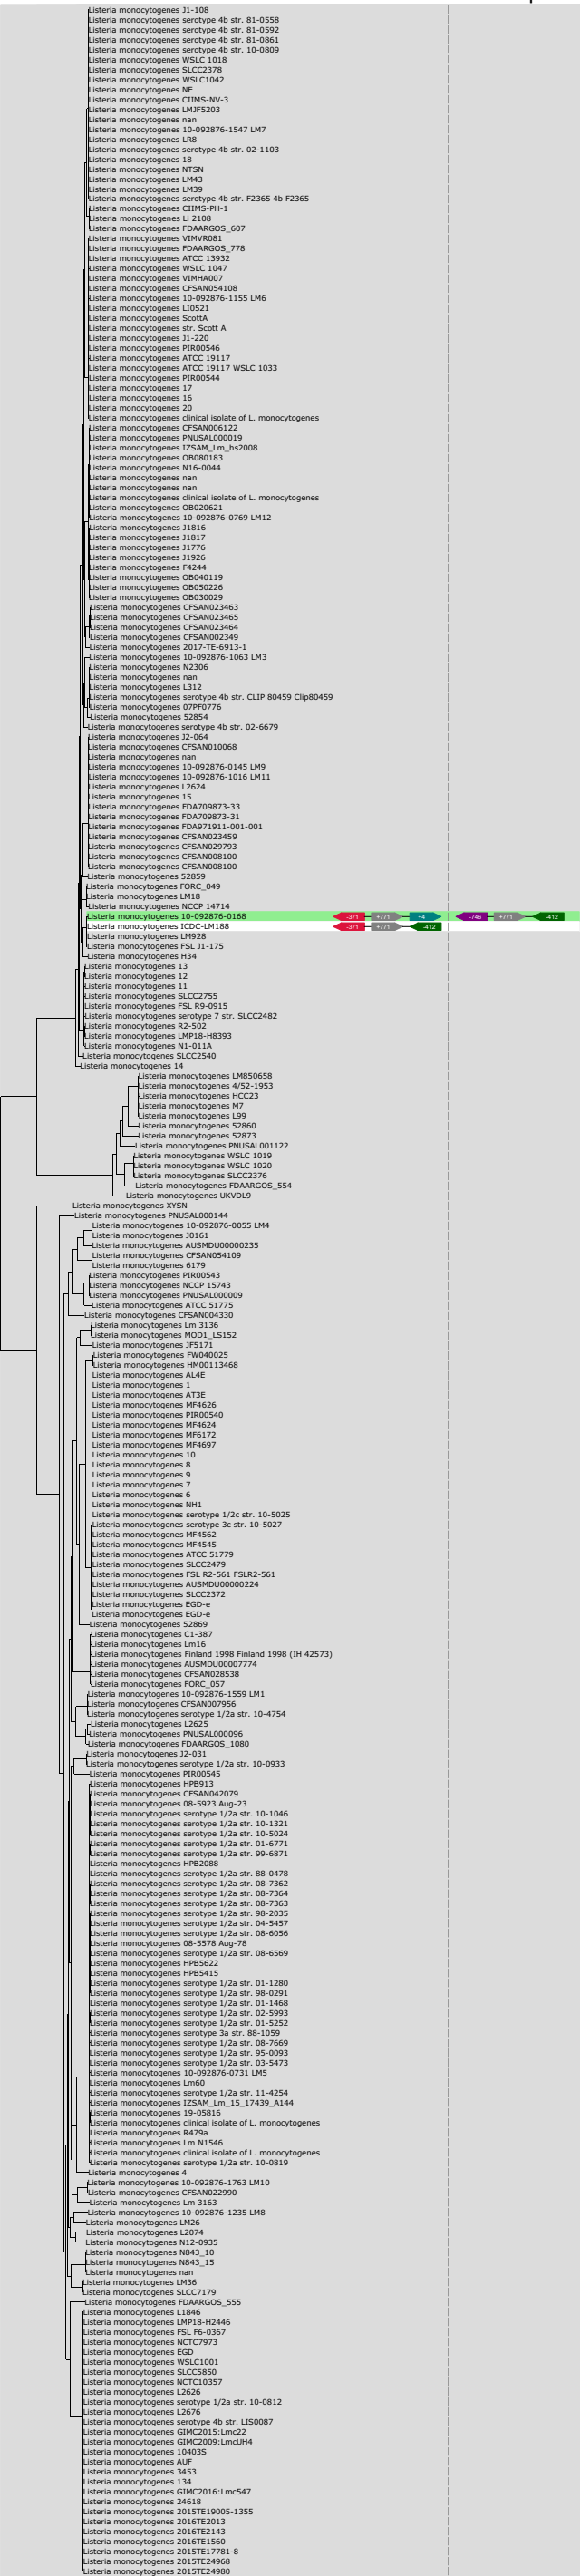 Listeria monocytogenes J1-108
Listeria monocytogenes serotype 4b str. 81-0558
Listeria monocytogenes serotype 4b str. 81-0592
Listeria monocytogenes serotype 4b str. 81-0861
Listeria monocytogenes serotype 4b str. 10-0809
Listeria monocytogenes WSLC 1018
Listeria monocytogenes SLCC2378
Listeria monocytogenes WSLC1042
Listeria monocytogenes NE
Listeria monocytogenes CIIMS-NV-3
Listeria monocytogenes LMJF5203
Listeria monocytogenes nan
Listeria monocytogenes 10-092876-1547 LM7
Listeria monocytogenes LR8
Listeria monocytogenes serotype 4b str. 02-1103
Listeria monocytogenes 18
Listeria monocytogenes NTSN
Listeria monocytogenes LM43
Listeria monocytogenes LM39
Listeria monocytogenes serotype 4b str. F2365 4b F2365
Listeria monocytogenes CIIMS-PH-1
Listeria monocytogenes Li 2108
Listeria monocytogenes FDAARGOS_607
Listeria monocytogenes VIMVR081
Listeria monocytogenes FDAARGOS_778
Listeria monocytogenes ATCC 13932
Listeria monocytogenes WSLC 1047
Listeria monocytogenes VIMHA007
Listeria monocytogenes CFSAN054108
Listeria monocytogenes 10-092876-1155 LM6
Listeria monocytogenes LI0521
Listeria monocytogenes ScottA
Listeria monocytogenes str. Scott A
Listeria monocytogenes J1-220
Listeria monocytogenes PIR00546
Listeria monocytogenes ATCC 19117
Listeria monocytogenes ATCC 19117 WSLC 1033
Listeria monocytogenes PIR00544
Listeria monocytogenes 17
Listeria monocytogenes 16
Listeria monocytogenes 20
Listeria monocytogenes clinical isolate of L. monocytogenes
Listeria monocytogenes CFSAN006122
Listeria monocytogenes PNUSAL000019
Listeria monocytogenes IZSAM_Lm_hs2008
Listeria monocytogenes OB080183
Listeria monocytogenes N16-0044
Listeria monocytogenes nan
Listeria monocytogenes nan
Listeria monocytogenes clinical isolate of L. monocytogenes
Listeria monocytogenes OB020621
Listeria monocytogenes 10-092876-0769 LM12
Listeria monocytogenes J1816
Listeria monocytogenes J1817
Listeria monocytogenes J1776
Listeria monocytogenes J1926
Listeria monocytogenes F4244
Listeria monocytogenes OB040119
Listeria monocytogenes OB050226
Listeria monocytogenes OB030029
Listeria monocytogenes CFSAN023463
Listeria monocytogenes CFSAN023465
Listeria monocytogenes CFSAN023464
Listeria monocytogenes CFSAN002349
Listeria monocytogenes 2017-TE-6913-1
Listeria monocytogenes 10-092876-1063 LM3
Listeria monocytogenes N2306
Listeria monocytogenes nan
Listeria monocytogenes L312
Listeria monocytogenes serotype 4b str. CLIP 80459 Clip80459
Listeria monocytogenes 07PF0776
Listeria monocytogenes 52854
Listeria monocytogenes serotype 4b str. 02-6679
Listeria monocytogenes J2-064
Listeria monocytogenes CFSAN010068
Listeria monocytogenes nan
Listeria monocytogenes 10-092876-0145 LM9
Listeria monocytogenes 10-092876-1016 LM11
Listeria monocytogenes L2624
Listeria monocytogenes 15
Listeria monocytogenes FDA709873-33
Listeria monocytogenes FDA709873-31
Listeria monocytogenes FDA971911-001-001
Listeria monocytogenes CFSAN023459
Listeria monocytogenes CFSAN029793
Listeria monocytogenes CFSAN008100
Listeria monocytogenes CFSAN008100
Listeria monocytogenes 52859
Listeria monocytogenes FORC_049
Listeria monocytogenes LM18
Listeria monocytogenes NCCP 14714
Listeria monocytogenes 10-092876-0168 -371 +771 +4 -746 +771 -412
Listeria monocytogenes ICDC-LM188 -371 +771 -412
Listeria monocytogenes LM928
Listeria monocytogenes FSL J1-175
Listeria monocytogenes H34
Listeria monocytogenes 13
Listeria monocytogenes 12
Listeria monocytogenes 11
Listeria monocytogenes SLCC2755
Listeria monocytogenes FSL R9-0915
Listeria monocytogenes serotype 7 str. SLCC2482
Listeria monocytogenes R2-502
Listeria monocytogenes LMP18-H8393
Listeria monocytogenes N1-011A
Listeria monocytogenes SLCC2540
Listeria monocytogenes 14
Listeria monocytogenes LM850658
Listeria monocytogenes 4/52-1953
Listeria monocytogenes HCC23
Listeria monocytogenes M7
Listeria monocytogenes L99
Listeria monocytogenes 52860
Listeria monocytogenes 52873
Listeria monocytogenes PNUSAL001122
Listeria monocytogenes WSLC 1019
Listeria monocytogenes WSLC 1020
Listeria monocytogenes SLCC2376
Listeria monocytogenes FDAARGOS_554
Listeria monocytogenes UKVDL9
Listeria monocytogenes XYSN
Listeria monocytogenes PNUSAL000144
Listeria monocytogenes 10-092876-0055 LM4
Listeria monocytogenes J0161
Listeria monocytogenes AUSMDU00000235
Listeria monocytogenes CFSAN054109
Listeria monocytogenes 6179
Listeria monocytogenes PIR00543
Listeria monocytogenes NCCP 15743
Listeria monocytogenes PNUSAL000009
Listeria monocytogenes ATCC 51775
Listeria monocytogenes CFSAN004330
Listeria monocytogenes Lm 3136
Listeria monocytogenes MOD1_LS152
Listeria monocytogenes JF5171
Listeria monocytogenes FW040025
Listeria monocytogenes HM00113468
Listeria monocytogenes AL4E
Listeria monocytogenes 1
Listeria monocytogenes AT3E
Listeria monocytogenes MF4626
Listeria monocytogenes PIR00540
Listeria monocytogenes MF4624
Listeria monocytogenes MF6172
Listeria monocytogenes MF4697
Listeria monocytogenes 10
Listeria monocytogenes 8
Listeria monocytogenes 9
Listeria monocytogenes 7
Listeria monocytogenes 6
Listeria monocytogenes NH1
Listeria monocytogenes serotype 1/2c str. 10-5025
Listeria monocytogenes serotype 3c str. 10-5027
Listeria monocytogenes MF4562
Listeria monocytogenes MF4545
Listeria monocytogenes ATCC 51779
Listeria monocytogenes SLCC2479
Listeria monocytogenes FSL R2-561 FSLR2-561
Listeria monocytogenes AUSMDU00000224
Listeria monocytogenes SLCC2372
Listeria monocytogenes EGD-e
Listeria monocytogenes EGD-e
Listeria monocytogenes 52869
Listeria monocytogenes C1-387
Listeria monocytogenes Lm16
Listeria monocytogenes Finland 1998 Finland 1998 (IH 42573)
Listeria monocytogenes AUSMDU00007774
Listeria monocytogenes CFSAN028538
Listeria monocytogenes FORC_057
Listeria monocytogenes 10-092876-1559 LM1
Listeria monocytogenes CFSAN007956
Listeria monocytogenes serotype 1/2a str. 10-4754
Listeria monocytogenes L2625
Listeria monocytogenes PNUSAL000096
Listeria monocytogenes FDAARGOS_1080
Listeria monocytogenes J2-031
Listeria monocytogenes serotype 1/2a str. 10-0933
Listeria monocytogenes PIR00545
Listeria monocytogenes HPB913
Listeria monocytogenes CFSAN042079
Listeria monocytogenes 08-5923 Aug-23
Listeria monocytogenes serotype 1/2a str. 10-1046
Listeria monocytogenes serotype 1/2a str. 10-1321
Listeria monocytogenes serotype 1/2a str. 10-5024
Listeria monocytogenes serotype 1/2a str. 01-6771
Listeria monocytogenes serotype 1/2a str. 99-6871
Listeria monocytogenes HPB2088
Listeria monocytogenes serotype 1/2a str. 88-0478
Listeria monocytogenes serotype 1/2a str. 08-7362
Listeria monocytogenes serotype 1/2a str. 08-7364
Listeria monocytogenes serotype 1/2a str. 08-7363
Listeria monocytogenes serotype 1/2a str. 98-2035
Listeria monocytogenes serotype 1/2a str. 04-5457
Listeria monocytogenes serotype 1/2a str. 08-6056
Listeria monocytogenes 08-5578 Aug-78
Listeria monocytogenes serotype 1/2a str. 08-6569
Listeria monocytogenes HPB5622
Listeria monocytogenes HPB5415
Listeria monocytogenes serotype 1/2a str. 01-1280
Listeria monocytogenes serotype 1/2a str. 98-0291
Listeria monocytogenes serotype 1/2a str. 01-1468
Listeria monocytogenes serotype 1/2a str. 02-5993
Listeria monocytogenes serotype 1/2a str. 01-5252
Listeria monocytogenes serotype 3a str. 88-1059
Listeria monocytogenes serotype 1/2a str. 08-7669
Listeria monocytogenes serotype 1/2a str. 95-0093
Listeria monocytogenes serotype 1/2a str. 03-5473
Listeria monocytogenes 10-092876-0731 LM5
Listeria monocytogenes Lm60
Listeria monocytogenes serotype 1/2a str. 11-4254
Listeria monocytogenes IZSAM_Lm_15_17439_A144
Listeria monocytogenes 19-05816
Listeria monocytogenes clinical isolate of L. monocytogenes
Listeria monocytogenes R479a
Listeria monocytogenes Lm N1546
Listeria monocytogenes clinical isolate of L. monocytogenes
Listeria monocytogenes serotype 1/2a str. 10-0819
Listeria monocytogenes 4
Listeria monocytogenes 10-092876-1763 LM10
Listeria monocytogenes CFSAN022990
Listeria monocytogenes Lm 3163
Listeria monocytogenes 10-092876-1235 LM8
Listeria monocytogenes LM26
Listeria monocytogenes L2074
Listeria monocytogenes N12-0935
Listeria monocytogenes N843_10
Listeria monocytogenes N843_15
Listeria monocytogenes nan
Listeria monocytogenes LM36
Listeria monocytogenes SLCC7179
Listeria monocytogenes FDAARGOS_555
Listeria monocytogenes L1846
Listeria monocytogenes LMP18-H2446
Listeria monocytogenes FSL F6-0367
Listeria monocytogenes NCTC7973
Listeria monocytogenes EGD
Listeria monocytogenes WSLC1001
Listeria monocytogenes SLCC5850
Listeria monocytogenes NCTC10357
Listeria monocytogenes L2626
Listeria monocytogenes serotype 1/2a str. 10-0812
Listeria monocytogenes L2676
Listeria monocytogenes serotype 4b str. LIS0087
Listeria monocytogenes GIMC2015:Lmc22
Listeria monocytogenes GIMC2009:LmcUH4
Listeria monocytogenes 10403S
Listeria monocytogenes AUF
Listeria monocytogenes 3453
Listeria monocytogenes 134
Listeria monocytogenes GIMC2016:Lmc547
Listeria monocytogenes 24618
Listeria monocytogenes 2015TE19005-1355
Listeria monocytogenes 2016TE2013
Listeria monocytogenes 2016TE2143
Listeria monocytogenes 2016TE1560
Listeria monocytogenes 2015TE17781-8
Listeria monocytogenes 2015TE24968
Listeria monocytogenes 2015TE24980